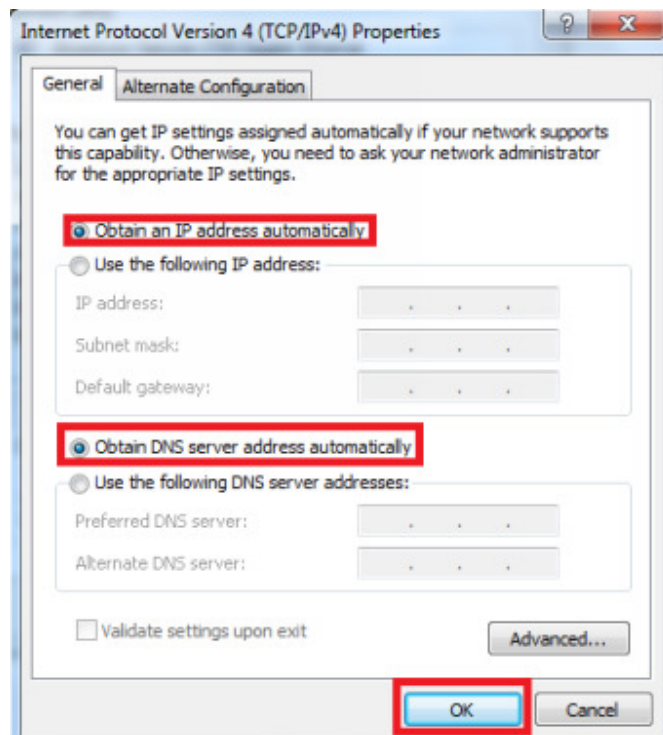 Internet Protocol Version 4 (TCP/IPv4) Properties
?
X
General
Alternate Configuration
You can get IP settings assigned automatically if your network supports
this capability. Otherwise, you need to ask your network administrator
for the appropriate IP settings.
Obtain an IP address automatically
Use the following IP address:
IP address:
Subnet mask:
Default gateway:
Obtain DNS server address automatically
Use the following DNS server addresses:
Preferred DNS server:
Alternate DNS server:
Validate settings upon exit
Advanced...
OK
Cancel